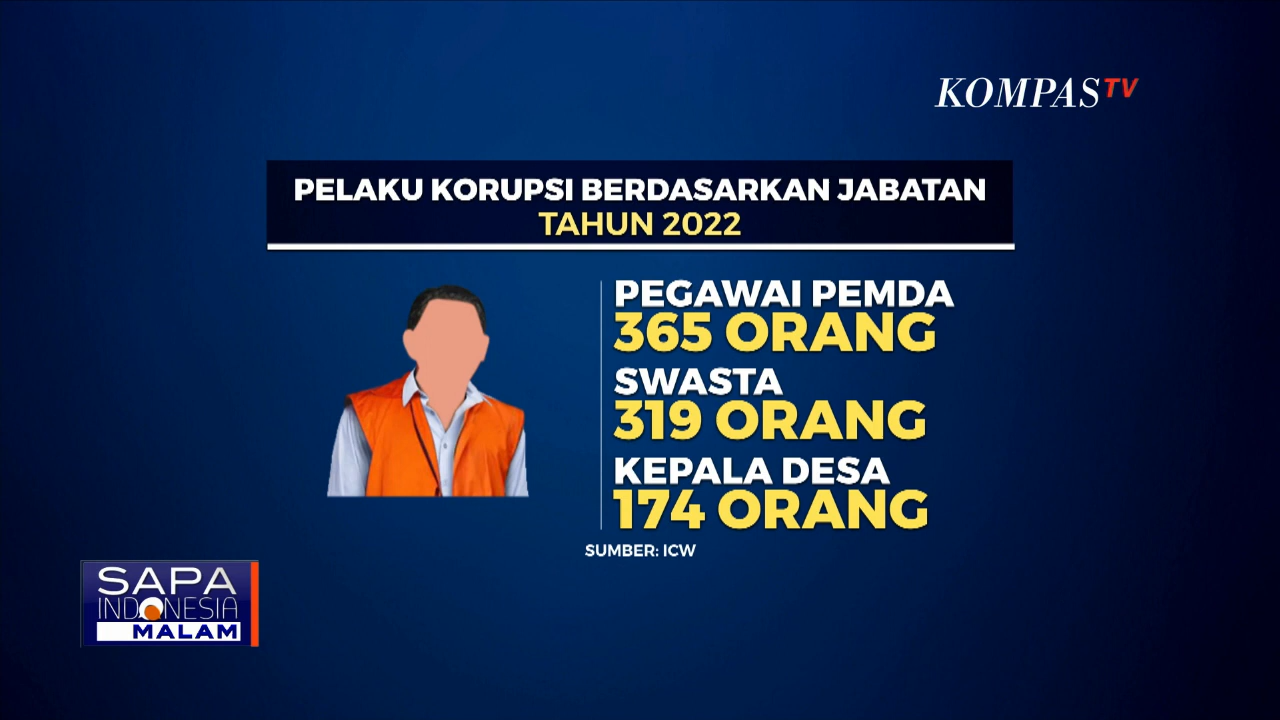 KOMPASTV
PELAKU KORUPSI BERDASARKAN JABATAN
TAHUN 2022
PEGAWAI PEMDA
365 ORANG
SWASTA
319 ORANG
KEPALA DESA
174 ORANG
SUMBER: ICW
SAPA
INDONESIA
MALAM